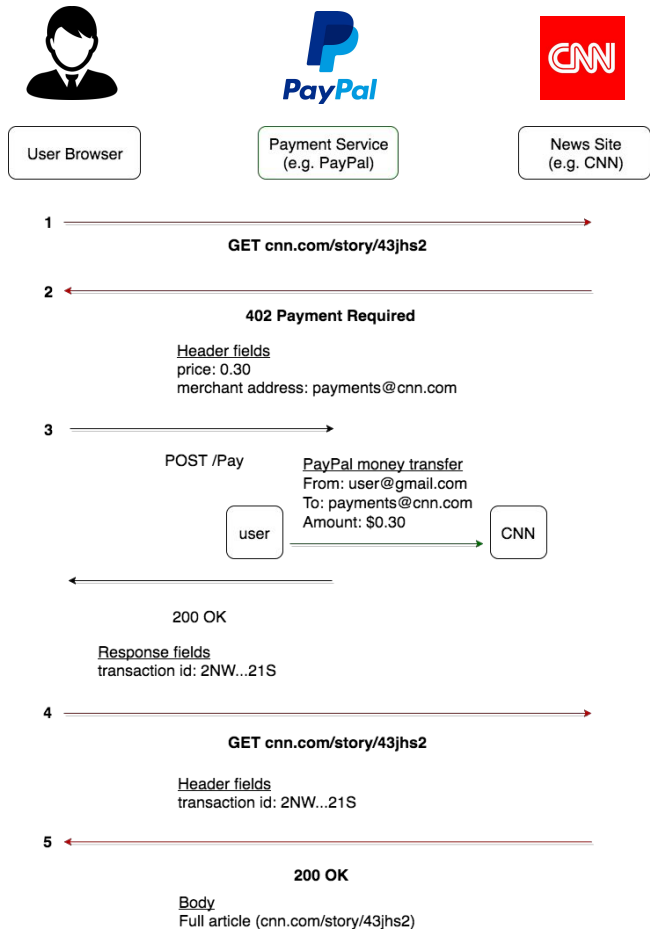 PayPal
CNN
User Browser
Payment Service
(e.g. PayPal)
News Site
(e.g. CNN)
1
GET cnn.com/story/43jhs2
2
402 Payment Required
Header fields
price: 0.30
merchant address: payments@cnn.com
3
POST /Pay
PayPal money transfer
From: user@gmail.com
To: payments@cnn.com
Amount: $0.30
user
CNN
200 OK
Response fields
transaction id: 2NW...21S
4
GET cnn.com/story/43jhs2
Header fields
transaction id: 2NW...21S
5
200 OK
Body
Full article (cnn.com/story/43jhs2)